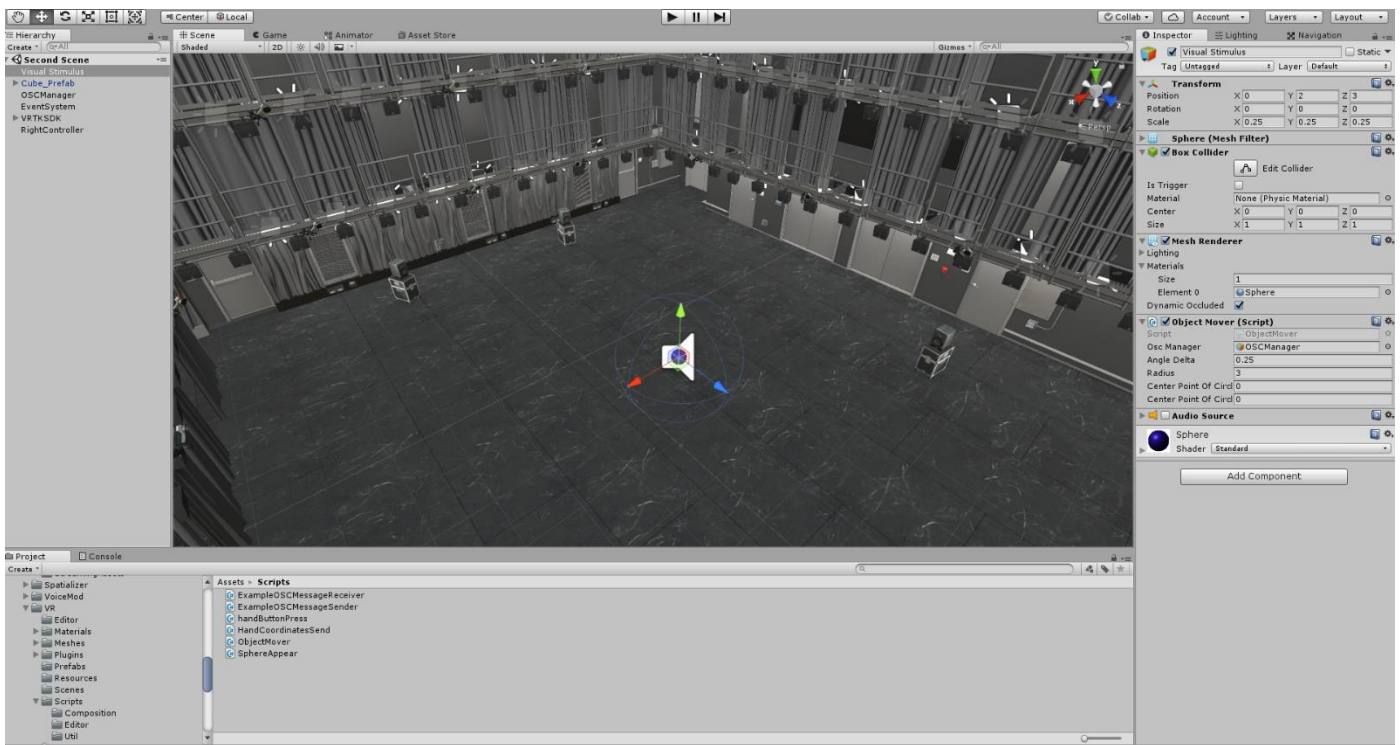 Center Local Collab Account Layers Layout
Hierarchy
Create All
Second Scene
Visual Stimulus
Cube_Prefab
OSCManager
EventSystem
VRTKSDK
RightController
Scene Game Animator Asset Store
Shaded 2D Gizmos All
y
x
z
Persp
Inspector Lighting Navigation
Visual Stimulus Static
Tag Untagged Layer Default
Transform
Position X 0 Y 2 Z 3
Rotation X 0 Y 0 Z 0
Scale X 0.25 Y 0.25 Z 0.25
Sphere (Mesh Filter)
Box Collider
Edit Collider
Is Trigger
Material None (Physic Material)
Center X 0 Y 0 Z 0
Size X 1 Y 1 Z 1
Mesh Renderer
Lighting
Materials
Size 1
Element 0 Sphere
Dynamic Occluded
Object Mover (Script)
Script ObjectMover
Osc Manager OSCManager
Angle Delta 0.25
Radius 3
Center Point Of Circl 0
Center Point Of Circl 0
Audio Source
Sphere
Shader Standard
Add Component
Project Console
Create
Spatializer
VoiceMod
VR
Editor
Materials
Meshes
Plugins
Prefabs
Resources
Scenes
Scripts
Composition
Editor
Util
Assets Scripts
ExampleOSCMessageReceiver
ExampleOSCMessageSender
handButtonPress
HandCoordinatesSend
ObjectMover
SphereAppear